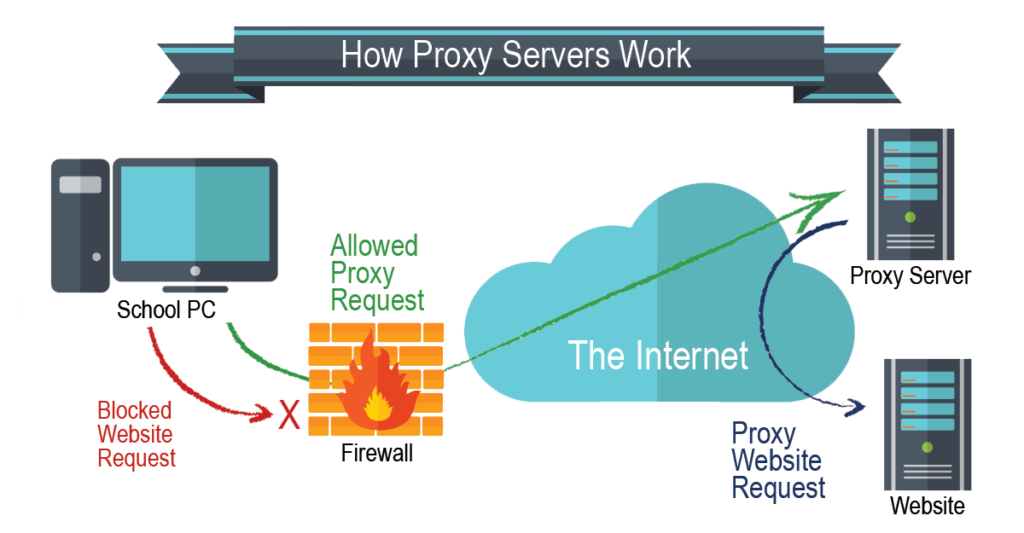 How Proxy Servers Work
School PC
Allowed
Proxy
Request
Blocked
Website
Request
X
Firewall
The Internet
Proxy Server
Proxy
Website
Request
Website